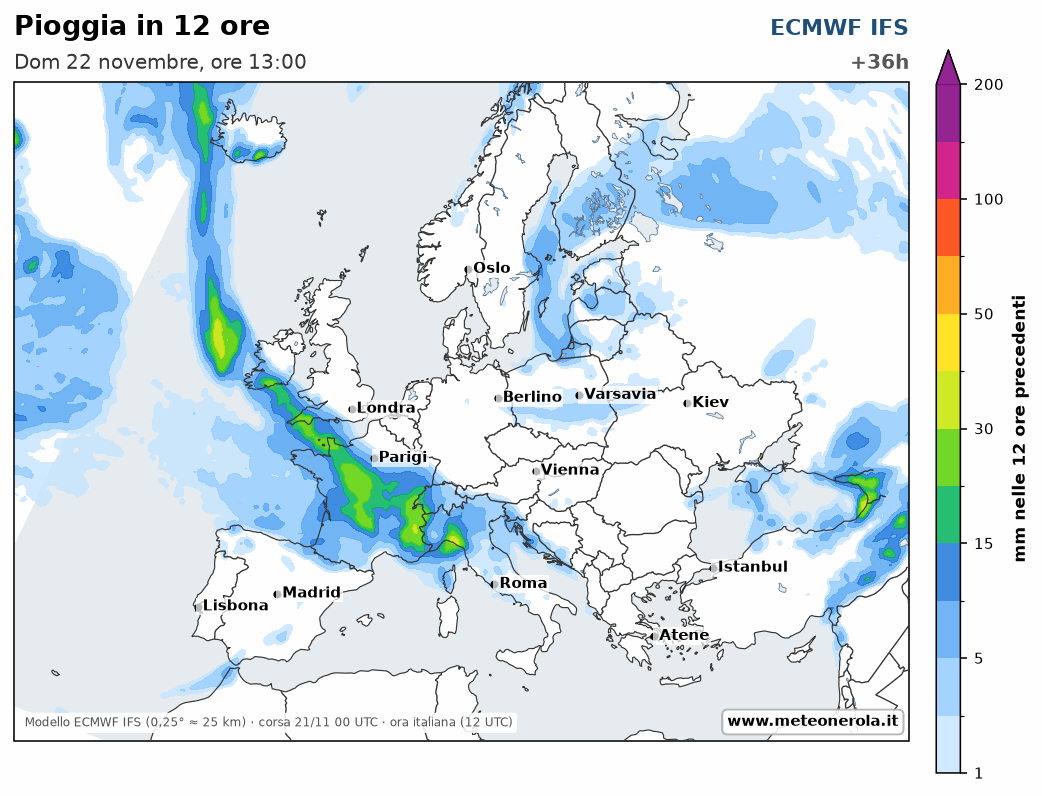 Pioggia in 12 ore
ECMWF IFS
Dom 22 novembre, ore 13:00
+36h
200
100
50
30
15
5
1
mm nelle 12 ore precedenti
Oslo
Londra
Berlino
Varsavia
Kiev
Parigi
Vienna
Istanbul
Roma
Madrid
Lisbona
Atene
Modello ECMWF IFS (0,25° ≈ 25 km) · corsa 21/11 00 UTC · ora italiana (12 UTC)
www.meteonerola.it